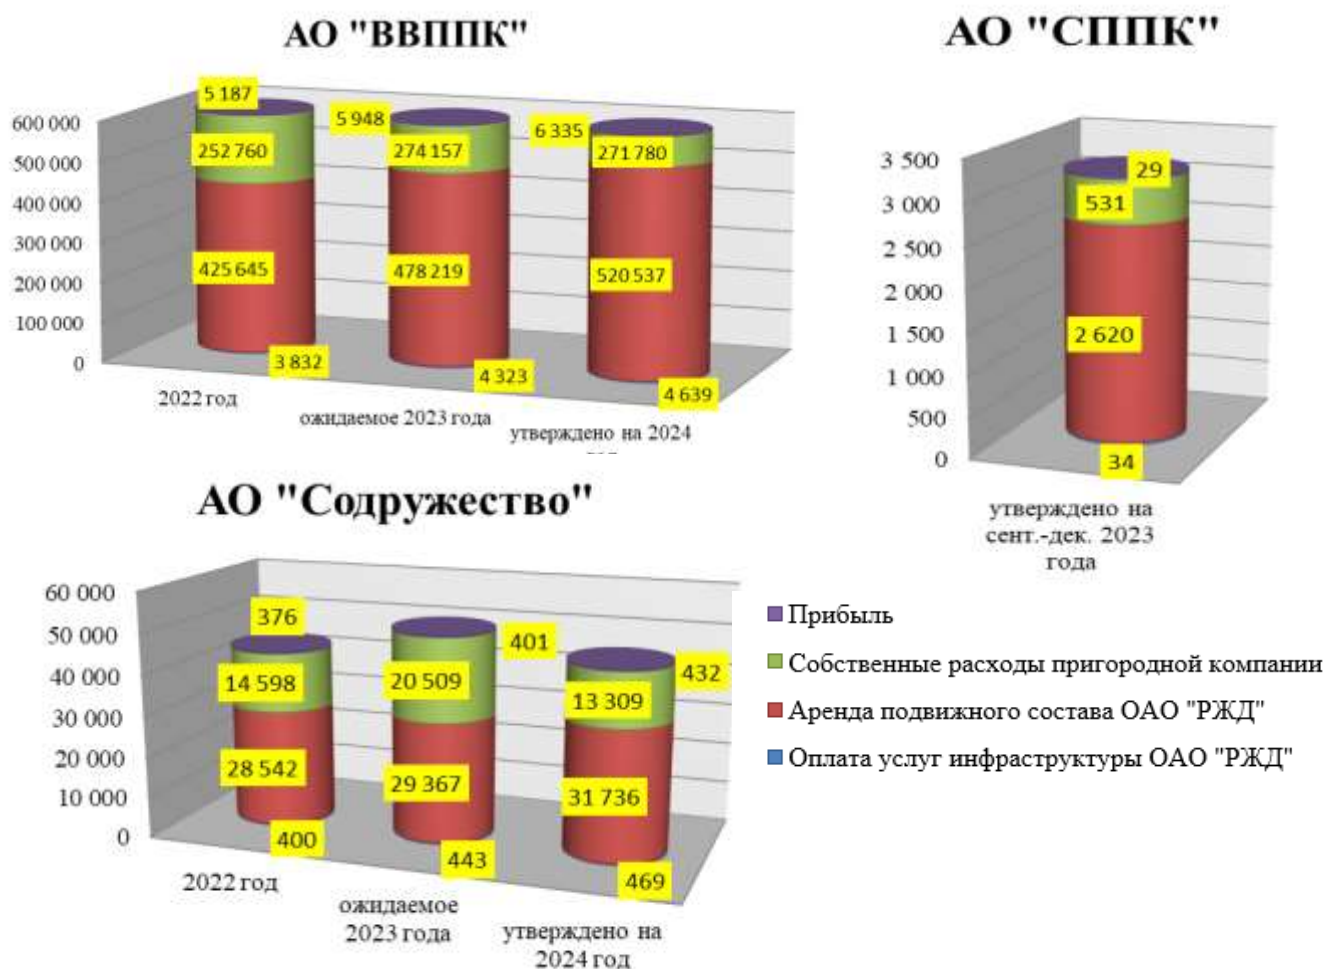 АО "ВВППК"
600 000
500 000
400 000
300 000
200 000
100 000
0
5 187
252 760
425 645
3 832
5 948
274 157
478 219
4 323
6 335
271 780
520 537
4 639
2022 год
ожидаемое 2023 года
утверждено на 2024
АО "СППК"
3 500
3 000
2 500
2 000
1 500
1 000
500
0
29
531
2 620
34
утверждено на
сент.-дек. 2023
года
АО "Содружество"
60 000
50 000
40 000
30 000
20 000
10 000
0
376
14 598
28 542
400
401
20 509
29 367
443
432
13 309
31 736
469
2022 год
ожидаемое
2023 года
утверждено на
2024 год
Прибыль
Собственные расходы пригородной компании
Аренда подвижного состава ОАО "РЖД"
Оплата услуг инфраструктуры ОАО "РЖД"